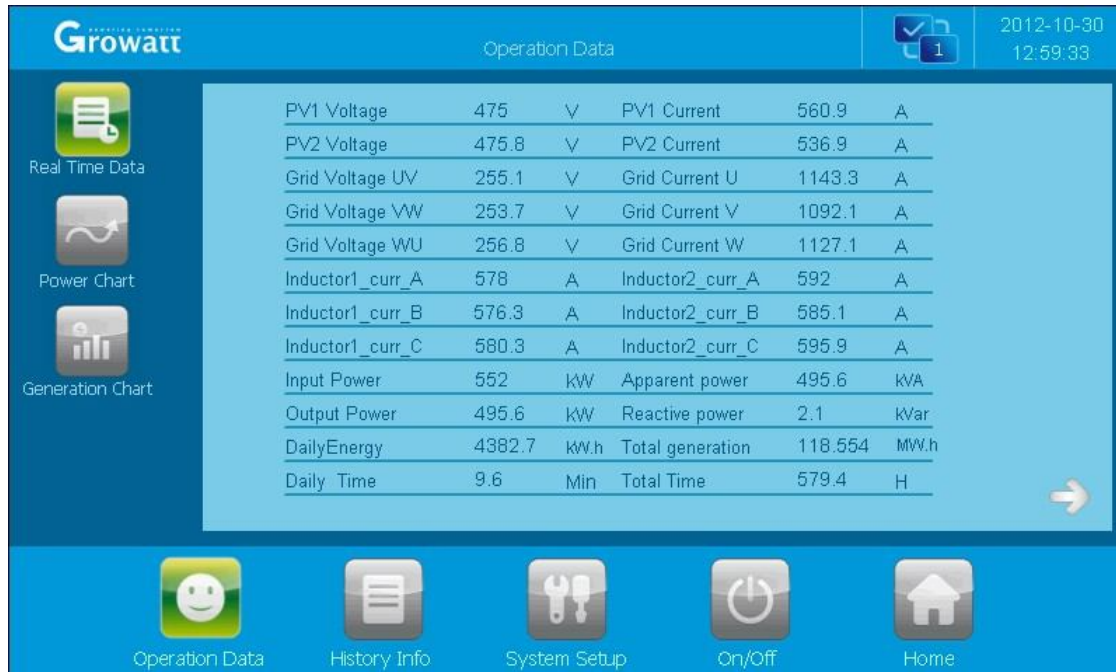 Growatt
Operation Data
1
2012-10-30
12:59:33
Real Time Data
Power Chart
Generation Chart
PV1 Voltage 475 V PV1 Current 560.9 A
PV2 Voltage 475.8 V PV2 Current 536.9 A
Grid Voltage UV 255.1 V Grid Current U 1143.3 A
Grid Voltage VW 253.7 V Grid Current V 1092.1 A
Grid Voltage WU 256.8 V Grid Current W 1127.1 A
Inductor1_curr_A 578 A Inductor2_curr_A 592 A
Inductor1_curr_B 576.3 A Inductor2_curr_B 585.1 A
Inductor1_curr_C 580.3 A Inductor2_curr_C 595.9 A
Input Power 552 kW Apparent power 495.6 kVA
Output Power 495.6 kW Reactive power 2.1 kVar
DailyEnergy 4382.7 kW.h Total generation 118.554 MW.h
Daily Time 9.6 Min Total Time 579.4 H
Operation Data
History Info
System Setup
On/Off
Home